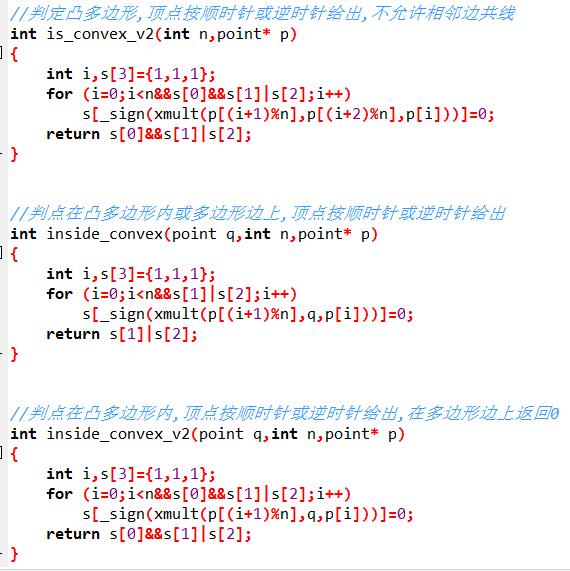 //判定凸多边形,顶点按顺时针或逆时针给出,不允许相邻边共线
int is_convex_v2(int n,point* p)
{
int i,s[3]={1,1,1};
for (i=0;i<n&&s[0]&&s[1]|s[2];i++)
s[_sign(xmult(p[(i+1)%n],p[(i+2)%n],p[i]))]=0;
return s[0]&&s[1]|s[2];
}
//判点在凸多边形内或多边形边上,顶点按顺时针或逆时针给出
int inside_convex(point q,int n,point* p)
{
int i,s[3]={1,1,1};
for (i=0;i<n&&s[1]|s[2];i++)
s[_sign(xmult(p[(i+1)%n],q,p[i]))]=0;
return s[1]|s[2];
}
//判点在凸多边形内,顶点按顺时针或逆时针给出,在多边形边上返回0
int inside_convex_v2(point q,int n,point* p)
{
int i,s[3]={1,1,1};
for (i=0;i<n&&s[0]&&s[1]|s[2];i++)
s[_sign(xmult(p[(i+1)%n],q,p[i]))]=0;
return s[0]&&s[1]|s[2];
}